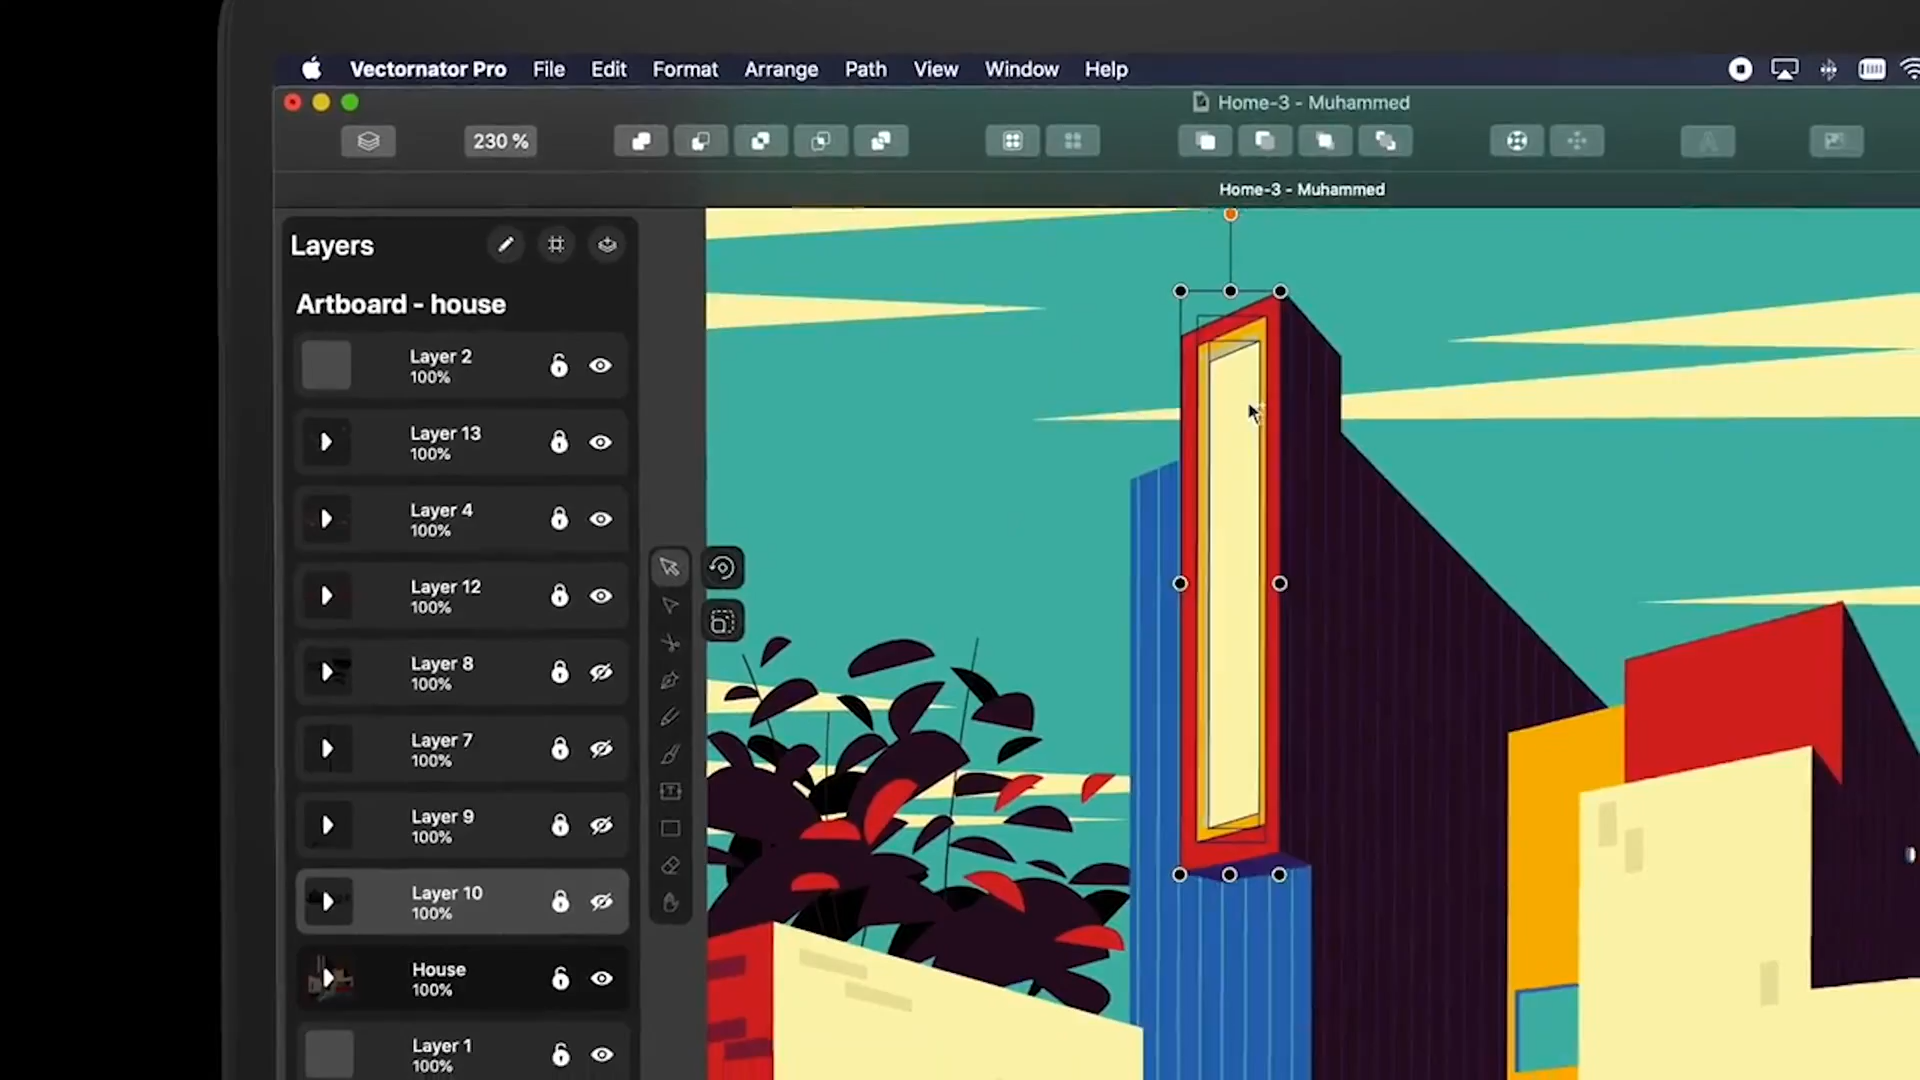 Vectornator Pro File Edit Format Arrange Path View Window Help
Home-3 - Muhammed
230 %
Home-3 - Muhammed
Layers
Artboard - house
Layer 2
100%
Layer 13
100%
Layer 4
100%
Layer 12
100%
Layer 8
100%
Layer 7
100%
Layer 9
100%
Layer 10
100%
House
100%
Layer 1
100%